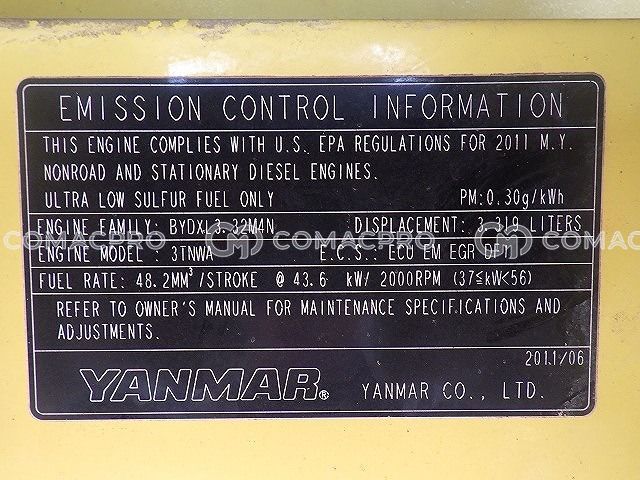 EMISSION CONTROL INFORMATION
THIS ENGINE COMPLIES WITH U.S. EPA REGULATIONS FOR 2011 M.Y.
NONROAD AND STATIONARY DIESEL ENGINES.
ULTRA LOW SULFUR FUEL ONLY PM:0.30g/kWh
ENGINE FAMILY: BYDXL3.32M4N DISPLACEMENT: 3.319 LITERS
ENGINE MODEL : 3TNWA E.C.S.: ECU EM EGR
FUEL RATE: 48.2MM³/STROKE @ 43.6 kW/ 2000RPM (37≦kW<56)
REFER TO OWNER'S MANUAL FOR MAINTENANCE SPECIFICATIONS AND
ADJUSTMENTS.
2011/06
YANMAR® YANMAR CO., LTD.
COMACPRO COMACPRO COMACPRO